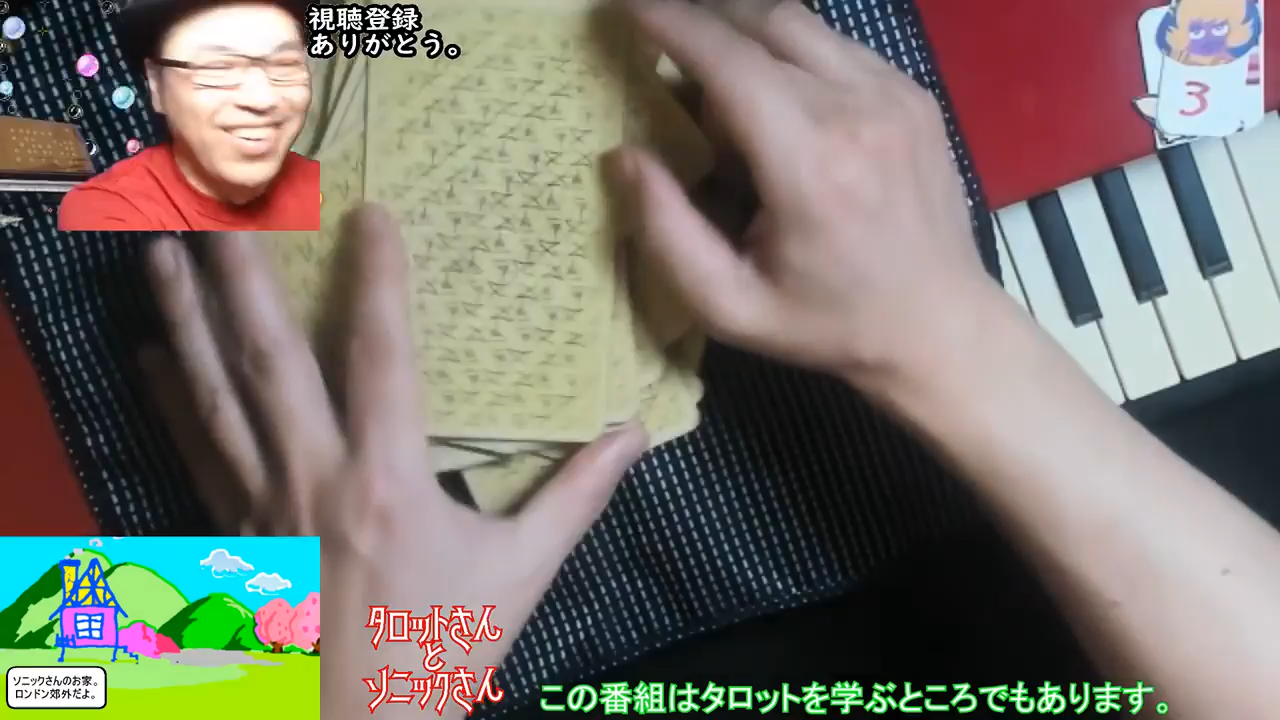 視聴登録
ありがとう。
3
ソニックさんのお家。
ロンドン郊外だよ。
タロットさん
と
ソニックさん
この番組はタロットを学ぶところでもあります。